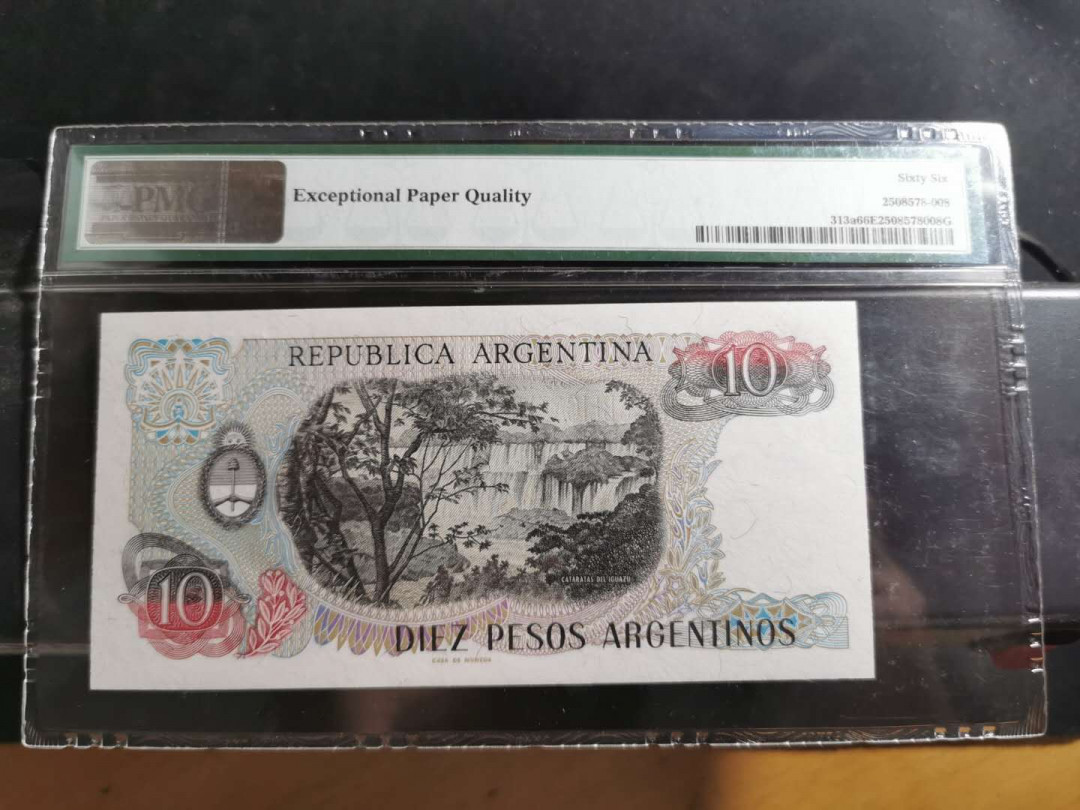 PMG
Exceptional Paper Quality
Sixty Six
2508578-008
313a66E2508578008G
REPUBLICA ARGENTINA
10
CATARATAS DEL IGUAZU
10
DIEZ PESOS ARGENTINOS
CASA DE MONEDA